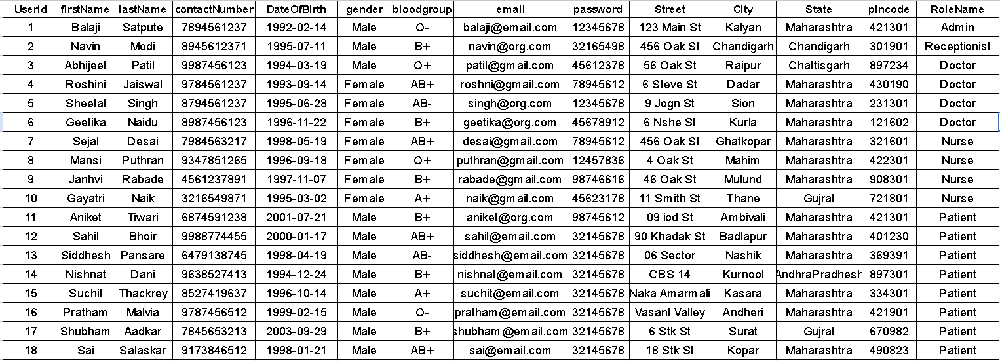 UserId firstName lastName contactNumber DateOfBirth gender bloodgroup email password Street City State pincode RoleName
1 Balaji Satpute 7894561237 1992-02-14 Male O- balaji@email.com 12345678 123 Main St Kalyan Maharashtra 421301 Admin
2 Navin Modi 8945612371 1995-07-11 Male B+ navin@org.com 32165498 456 Oak St Chandigarh Chandigarh 301901 Receptionist
3 Abhijeet Patil 9987456123 1994-03-19 Male O+ patil@gmail.com 45612378 56 Oak St Raipur Chattisgarh 897234 Doctor
4 Roshini Jaiswal 9784561237 1993-09-14 Female AB+ roshni@gmail.com 78945612 6 Steve St Dadar Maharashtra 430190 Doctor
5 Sheetal Singh 8794561237 1995-06-28 Female AB- singh@org.com 12345678 9 Jogn St Sion Maharashtra 231301 Doctor
6 Geetika Naidu 8987456123 1996-11-22 Female B+ geetika@org.com 45678912 6 Nshe St Kurla Maharashtra 121602 Doctor
7 Sejal Desai 7984563217 1998-05-19 Female AB+ desai@gmail.com 78945612 456 Oak St Ghatkopar Maharashtra 321601 Nurse
8 Mansi Puthran 9347851265 1996-09-18 Female O+ puthran@gmail.com 12457836 4 Oak St Mahim Maharashtra 422301 Nurse
9 Janhvi Rabade 4561237891 1997-11-07 Female B+ rabade@gmail.com 98746616 46 Oak St Mulund Maharashtra 908301 Nurse
10 Gayatri Naik 3216549871 1995-03-02 Female A+ naik@gmail.com 45623178 11 Smith St Thane Gujrat 721801 Nurse
11 Aniket Tiwari 6874591238 2001-07-21 Male B+ aniket@org.com 98745612 09 iod St Ambivali Maharashtra 421301 Patient
12 Sahil Bhoir 9988774455 2000-01-17 Male AB+ sahil@email.com 32145678 90 Khadak St Badlapur Maharashtra 401230 Patient
13 Siddhesh Pansare 6479138745 1998-04-19 Male AB- siddhesh@email.com 32145678 06 Sector Nashik Maharashtra 369391 Patient
14 Nishnat Dani 9638527413 1994-12-24 Male B+ nishnat@email.com 32145678 CBS 14 Kurnool AndhraPradesh 897301 Patient
15 Suchit Thackrey 8527419637 1996-10-14 Male A+ suchit@email.com 32145678 Naka Amarmali Kasara Maharashtra 334301 Patient
16 Pratham Malvia 9787456512 1999-02-15 Male O- pratham@email.com 32145678 Vasant Valley Andheri Maharashtra 421901 Patient
17 Shubham Aadkar 7845653213 2003-09-29 Male B+ shubham@email.com 32145678 6 Stk St Surat Gujrat 670982 Patient
18 Sai Salaskar 9173846512 1998-01-21 Male AB+ sai@email.com 32145678 18 Stk St Kopar Maharashtra 490823 Patient